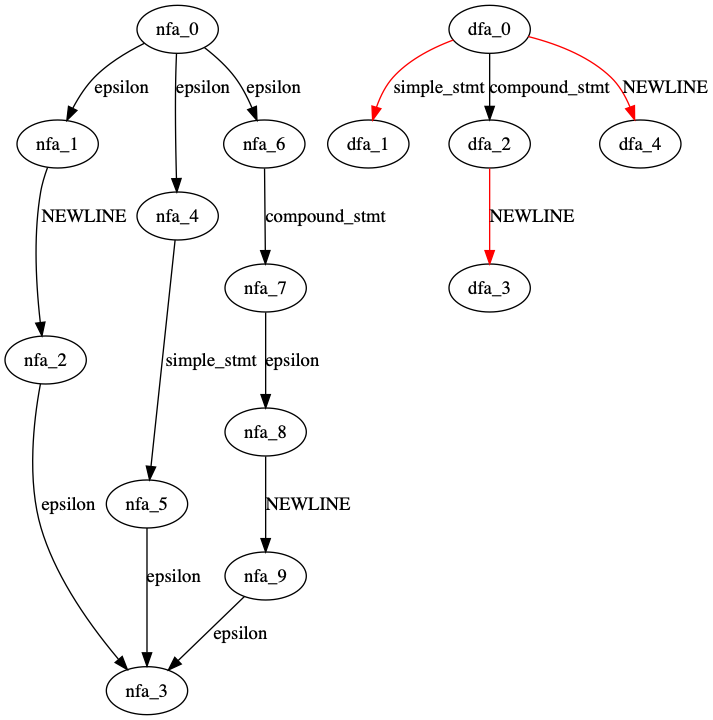 nfa_0
dfa_0
epsilon
epsilon
epsilon
simple_stmt
compound_stmt
NEWLINE
nfa_1
nfa_6
dfa_1
dfa_2
dfa_4
NEWLINE
nfa_4
compound_stmt
NEWLINE
nfa_7
dfa_3
nfa_2
simple_stmt
epsilon
nfa_8
epsilon
nfa_5
NEWLINE
epsilon
nfa_9
epsilon
nfa_3